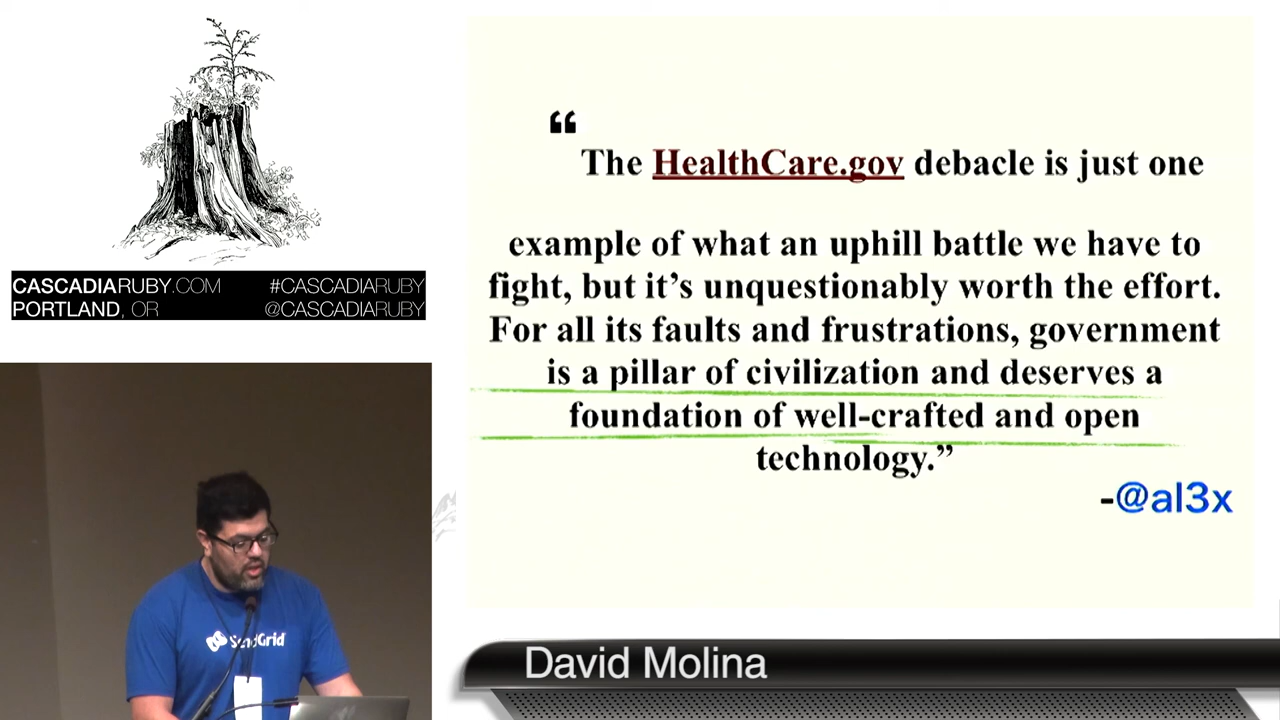 CASCADIARUBY.COM #CASCADIARUBY
PORTLAND, OR @CASCADIARUBY
“
The HealthCare.gov debacle is just one
example of what an uphill battle we have to
fight, but it’s unquestionably worth the effort.
For all its faults and frustrations, government
is a pillar of civilization and deserves a
foundation of well-crafted and open
technology.”
-@al3x
SendGrid
David Molina